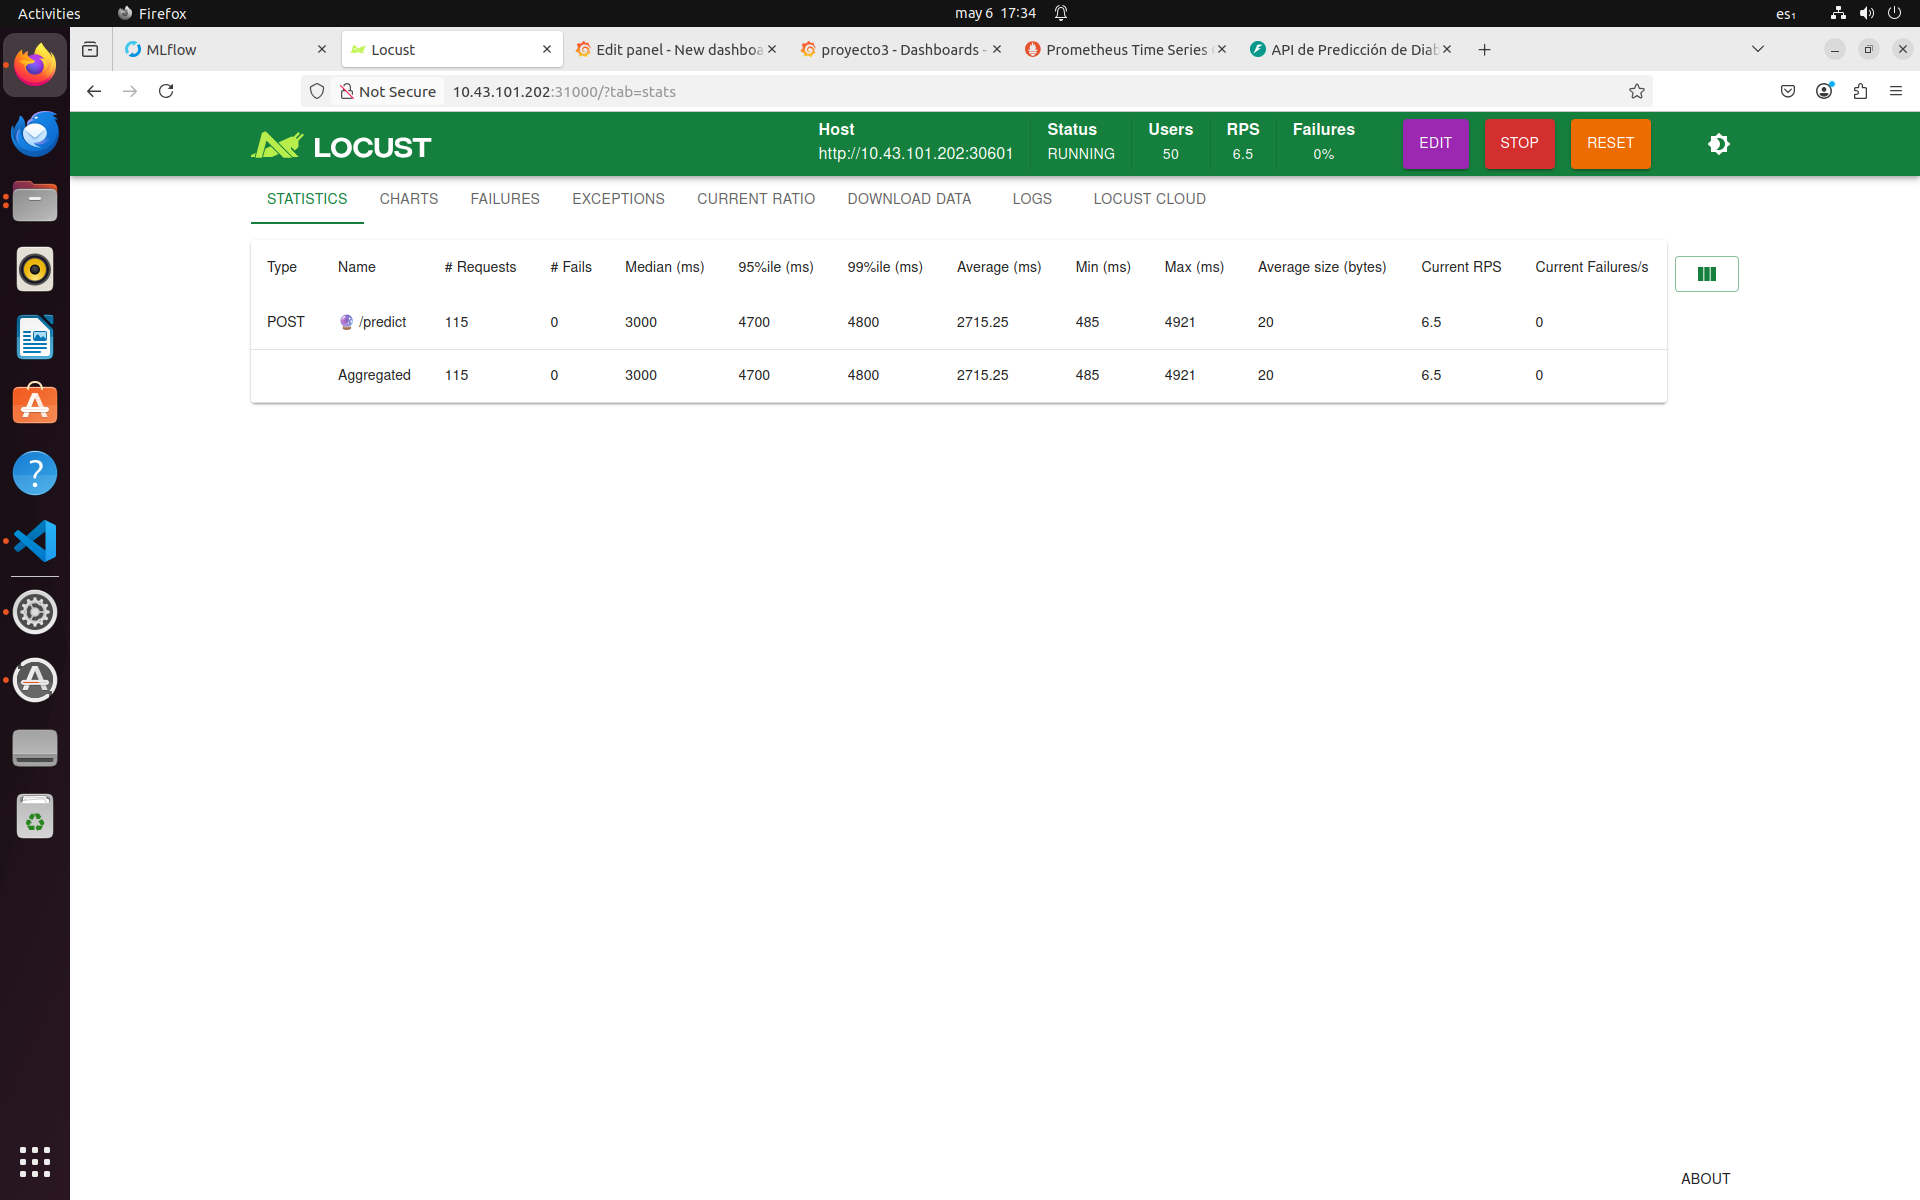 Activities Firefox may 6 17:34 es₁
MLflow Locust Edit panel - New dashboa proyecto3 - Dashboards - Prometheus Time Series API de Predicción de Diab
Not Secure 10.43.101.202:31000/?tab=stats
LOCUST
Host
http://10.43.101.202:30601
Status
RUNNING
Users
50
RPS
6.5
Failures
0%
EDIT STOP RESET
STATISTICS CHARTS FAILURES EXCEPTIONS CURRENT RATIO DOWNLOAD DATA LOGS LOCUST CLOUD
Type Name # Requests # Fails Median (ms) 95%ile (ms) 99%ile (ms) Average (ms) Min (ms) Max (ms) Average size (bytes) Current RPS Current Failures/s
POST 🔮 /predict 115 0 3000 4700 4800 2715.25 485 4921 20 6.5 0
Aggregated 115 0 3000 4700 4800 2715.25 485 4921 20 6.5 0
ABOUT